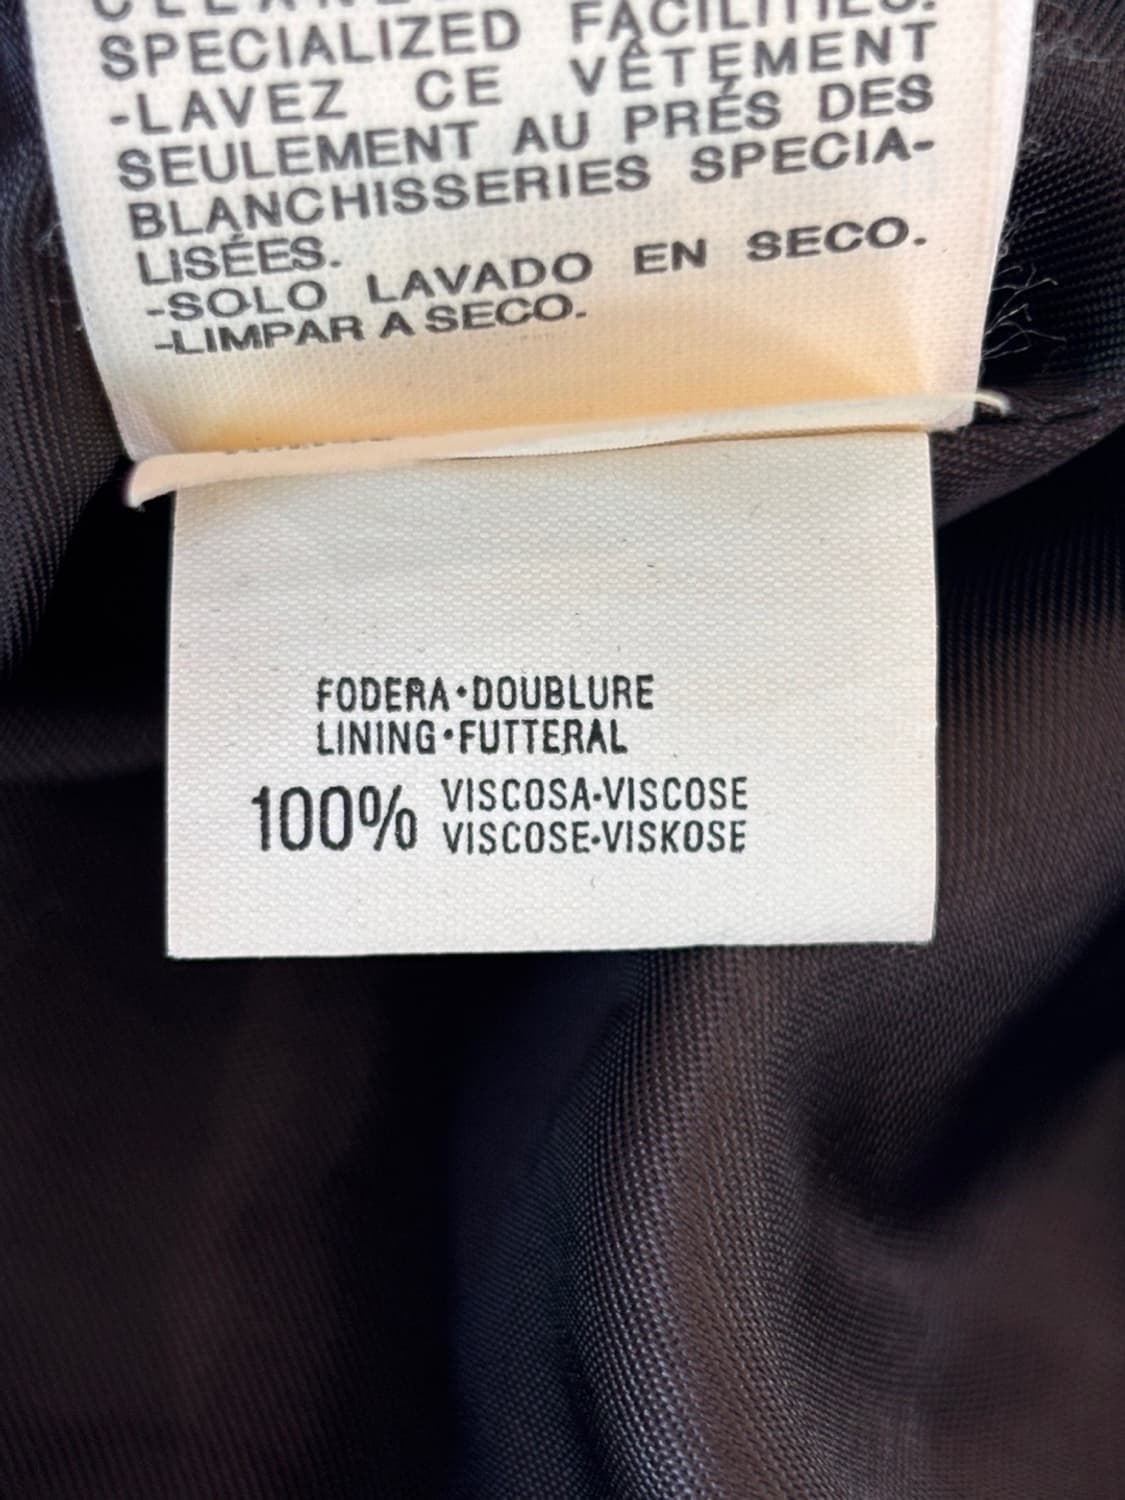 SPECIALIZED FACILITIES.
-LAVEZ CE VÊTEMENT
SEULEMENT AU PRÉS DES
BLANCHISSERIES SPECIA-
LISÉES.
-SOLO LAVADO EN SECO.
-LIMPAR A SECO.
FODERA•DOUBLURE
LINING•FUTTERAL
100% VISCOSA•VISCOSE
VISCOSE•VISKOSE